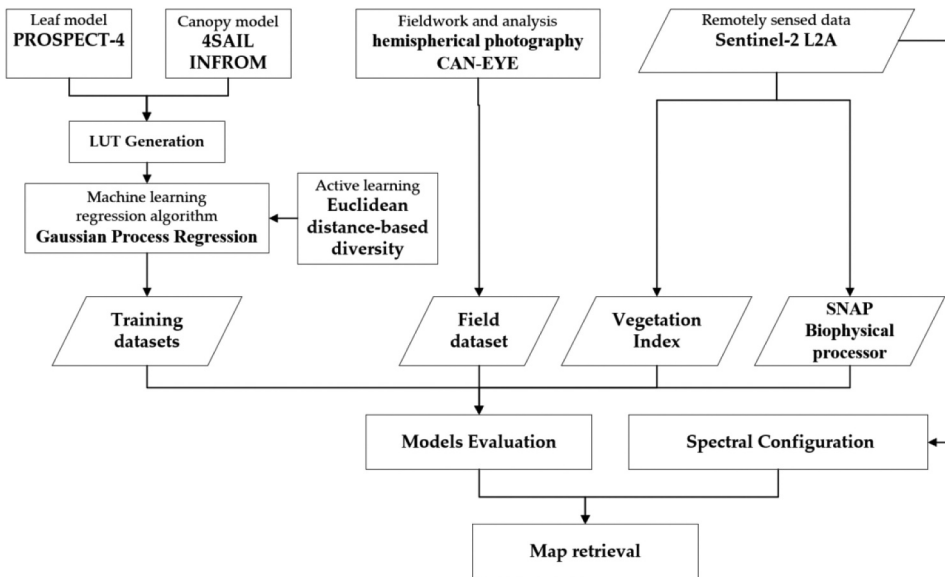 Leaf model
PROSPECT-4
Canopy model
4SAIL
INFROM
Fieldwork and analysis
hemispherical photography
CAN-EYE
Remotely sensed data
Sentinel-2 L2A
LUT Generation
Machine learning
regression algorithm
Gaussian Process Regression
Active learning
Euclidean
distance-based
diversity
Training
datasets
Field
dataset
Vegetation
Index
SNAP
Biophysical
processor
Models Evaluation
Spectral Configuration
Map retrieval